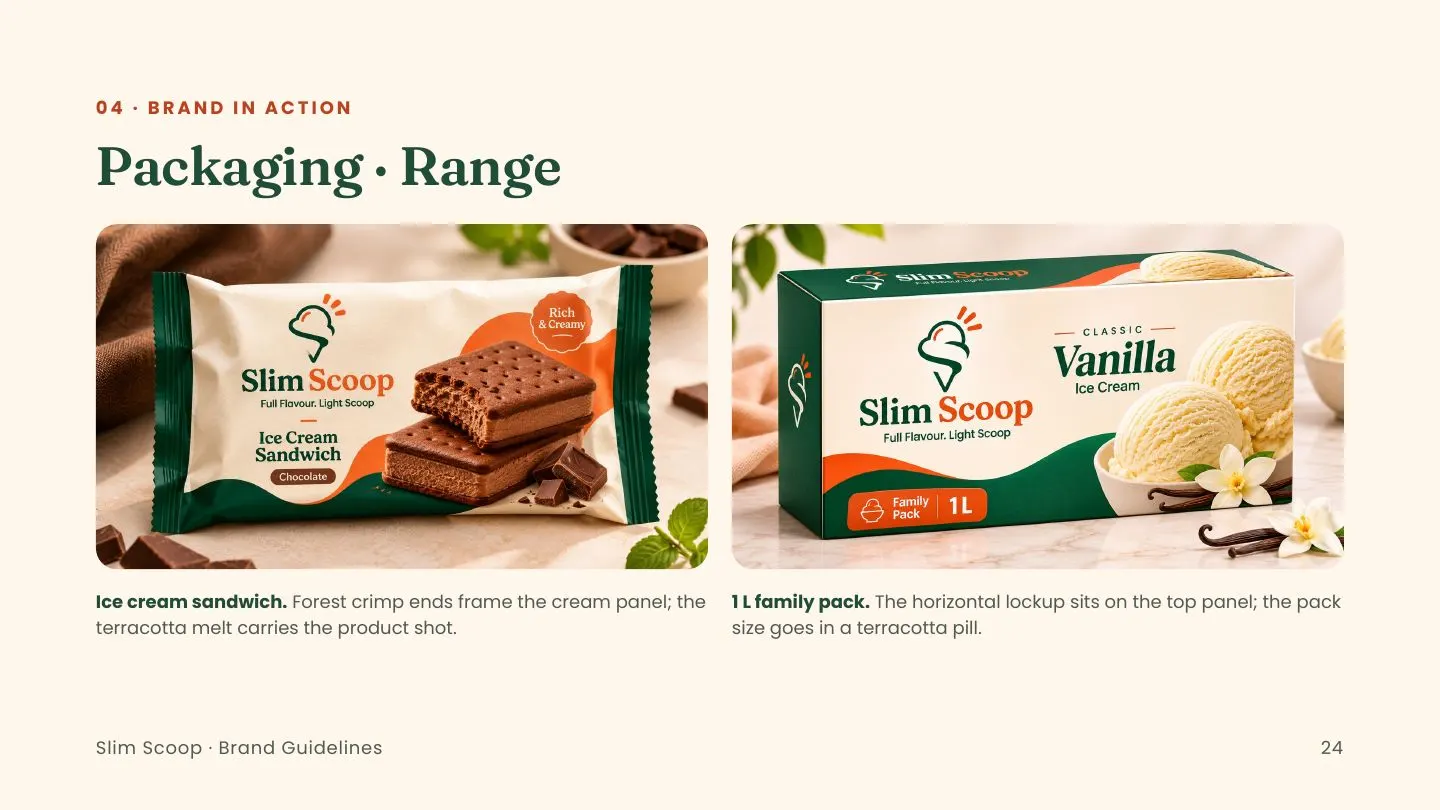 04 · BRAND IN ACTION
Packaging · Range
Rich
& Creamy
Slim Scoop
Full Flavour. Light Scoop
Ice Cream
Sandwich
Chocolate
Slim Scoop
Full Flavour. Light Scoop
Slim Scoop
Full Flavour. Light Scoop
CLASSIC
Vanilla
Ice Cream
Family
Pack
1 L
Ice cream sandwich. Forest crimp ends frame the cream panel; the
terracotta melt carries the product shot.
1 L family pack. The horizontal lockup sits on the top panel; the pack
size goes in a terracotta pill.
Slim Scoop · Brand Guidelines
24